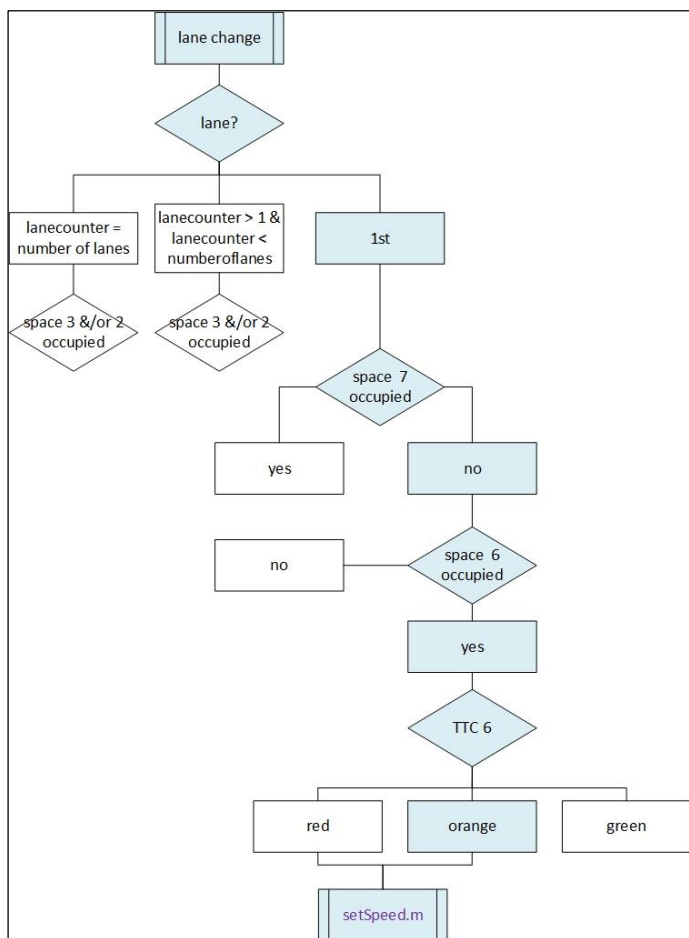 lane change
lane?
lanecounter =
number of lanes
lanecounter > 1 &
lanecounter <
numberoflanes
1st
space 3 &/or 2
occupied
space 3 &/or 2
occupied
space 7
occupied
yes
no
no
space 6
occupied
yes
TTC 6
red
orange
green
setSpeed.m